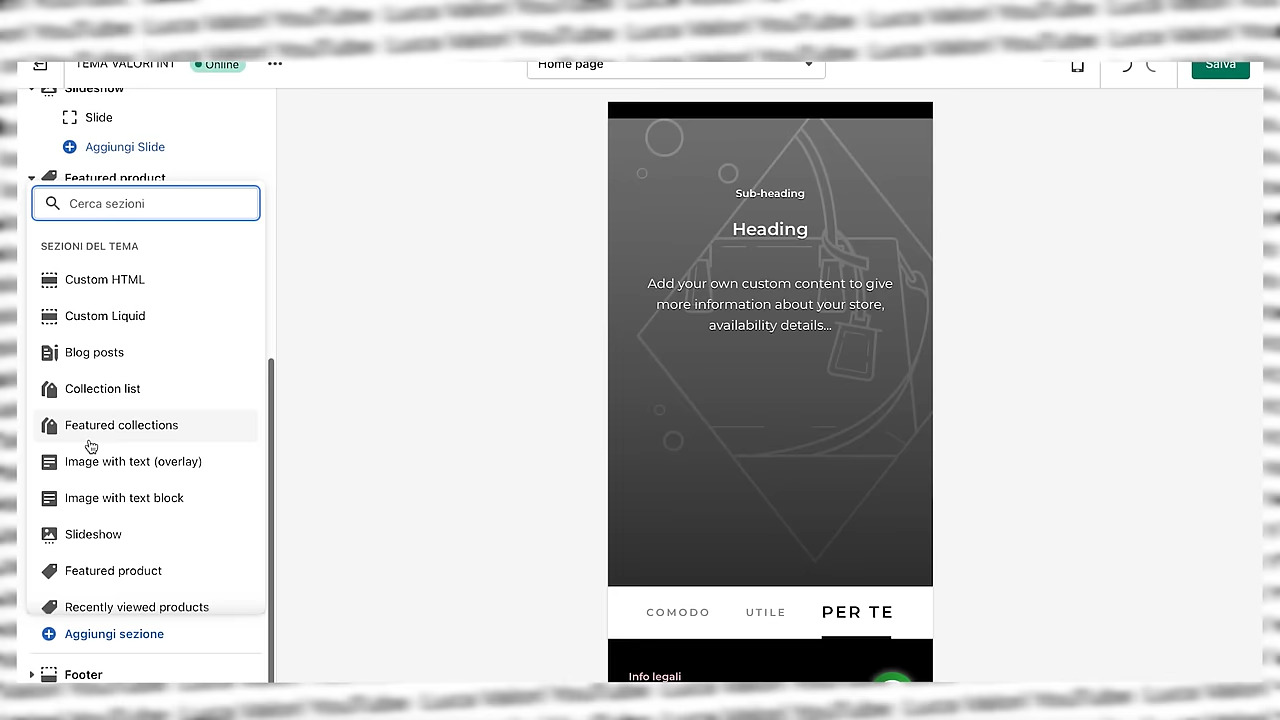 Luca Valori YouTube
TEMA VALORI INT
Online
Home page
Salva
Slideshow
Slide
Aggiungi Slide
Featured product
Cerca sezioni
SEZIONI DEL TEMA
Custom HTML
Custom Liquid
Blog posts
Collection list
Featured collections
Image with text (overlay)
Image with text block
Slideshow
Featured product
Recently viewed products
Aggiungi sezione
Footer
Sub-heading
Heading
Add your own custom content to give
more information about your store,
availability details...
COMODO UTILE PER TE
Info legali